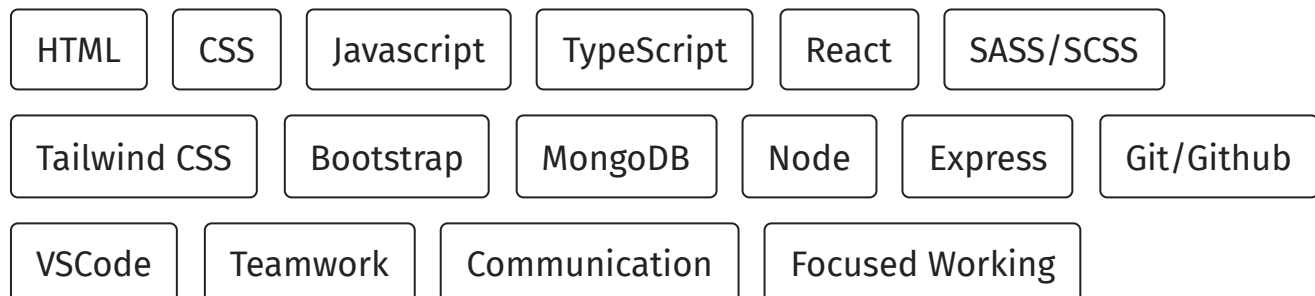 HTML CSS Javascript TypeScript React SASS/SCSS
Tailwind CSS Bootstrap MongoDB Node Express Git/Github
VSCode Teamwork Communication Focused Working